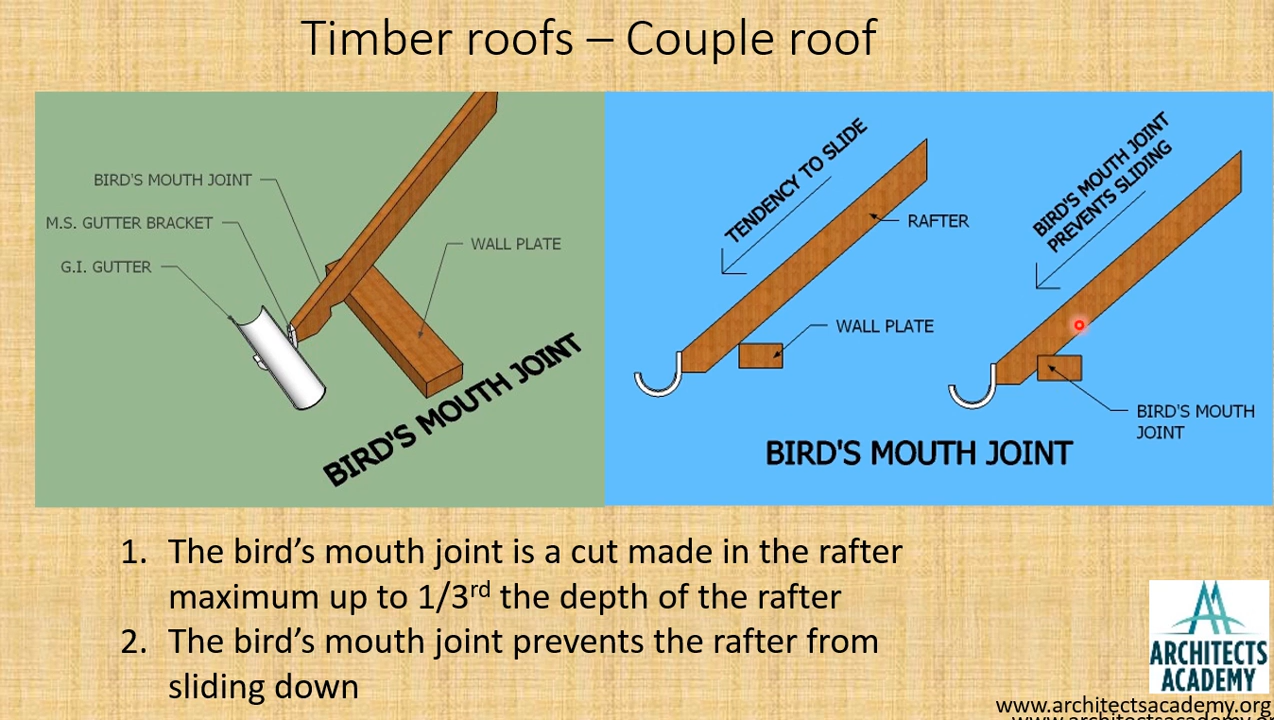 Timber roofs – Couple roof
BIRD'S MOUTH JOINT
M.S. GUTTER BRACKET
G.I. GUTTER
WALL PLATE
BIRD'S MOUTH JOINT
TENDENCY TO SLIDE
RAFTER
WALL PLATE
BIRD'S MOUTH JOINT
PREVENTS SLIDING
BIRD'S MOUTH
JOINT
BIRD'S MOUTH JOINT
1. The bird’s mouth joint is a cut made in the rafter
maximum up to 1/3rd the depth of the rafter
2. The bird’s mouth joint prevents the rafter from
sliding down
ARCHITECTS
ACADEMY
www.architectsacademy.org